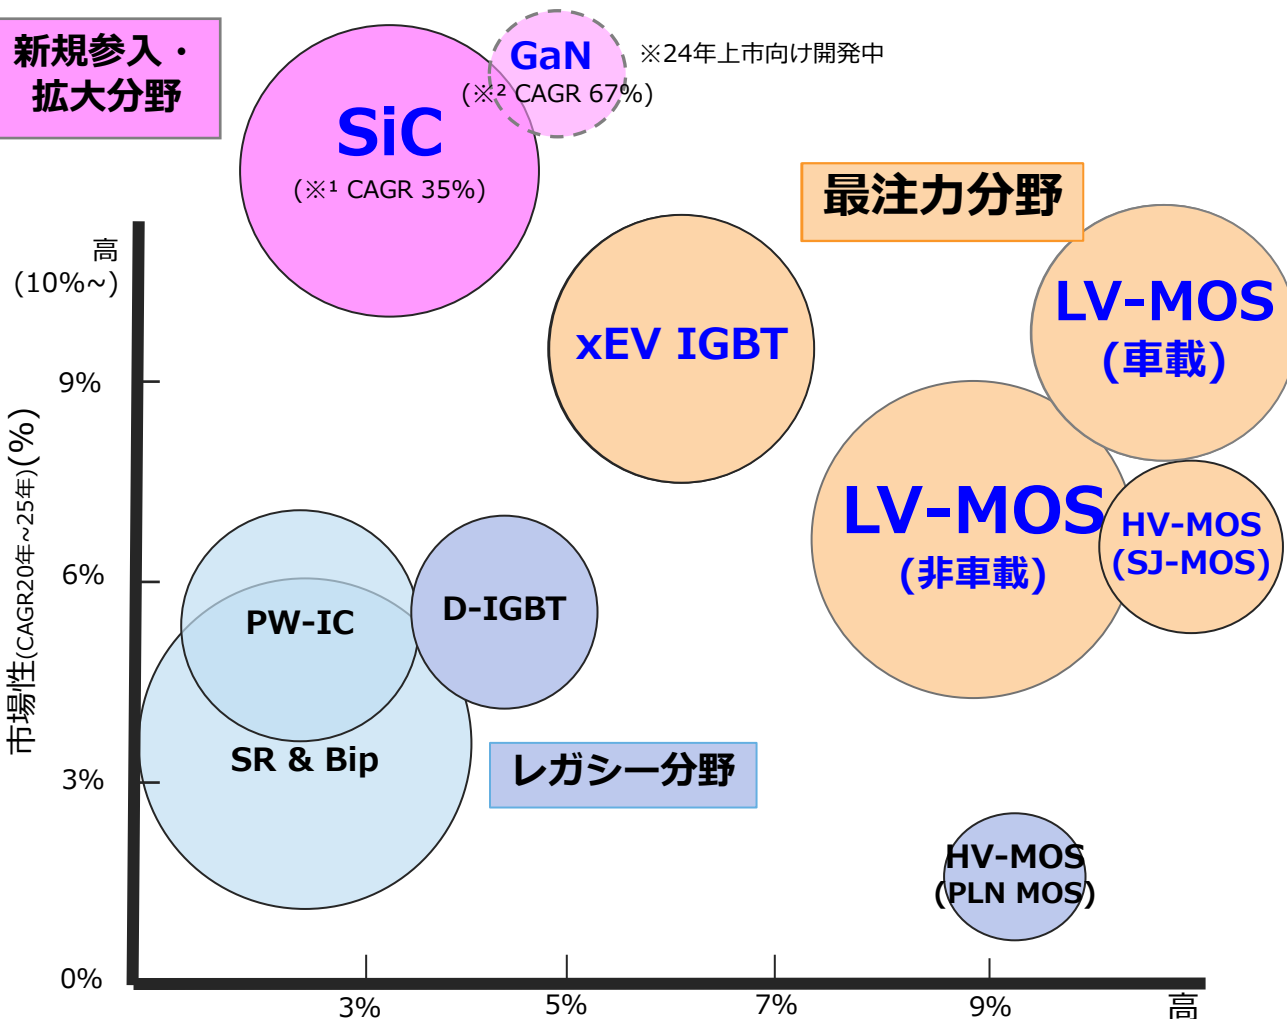 新規参入・
拡大分野
GaN
(※² CAGR 67%)
※24年上市向け開発中
SiC
(※¹ CAGR 35%)
最注力分野
高
(10%~)
9%
6%
3%
0%
市場性(CAGR20年~25年)(%)
xEV IGBT
LV-MOS
(車載)
LV-MOS
(非車載)
HV-MOS
(SJ-MOS)
PW-IC
D-IGBT
SR & Bip
レガシー分野
HV-MOS
(PLN MOS)
3%
5%
7%
9%
高